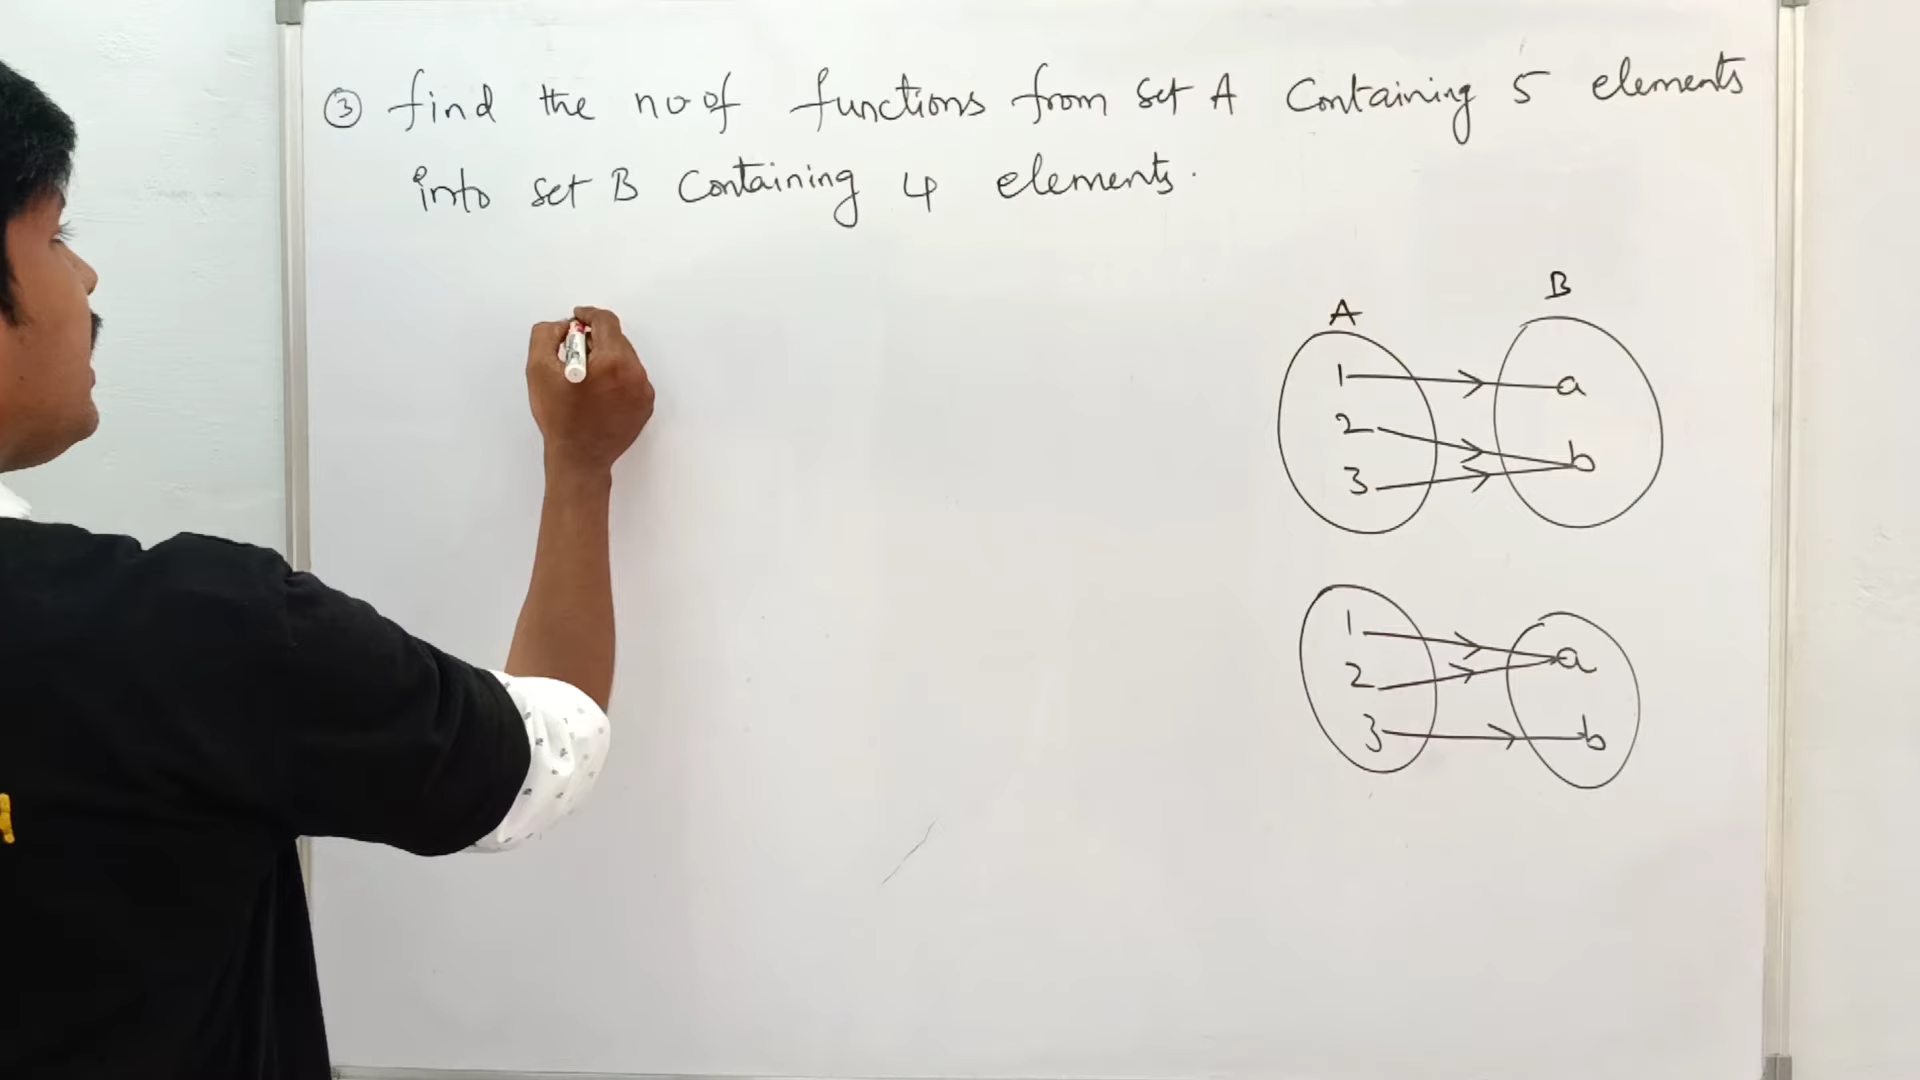 ③ find the no of functions from set A Containing 5 elements
into set B Containing 4 elements.
A B
1 a
2 b
3
1 a
2
3 b